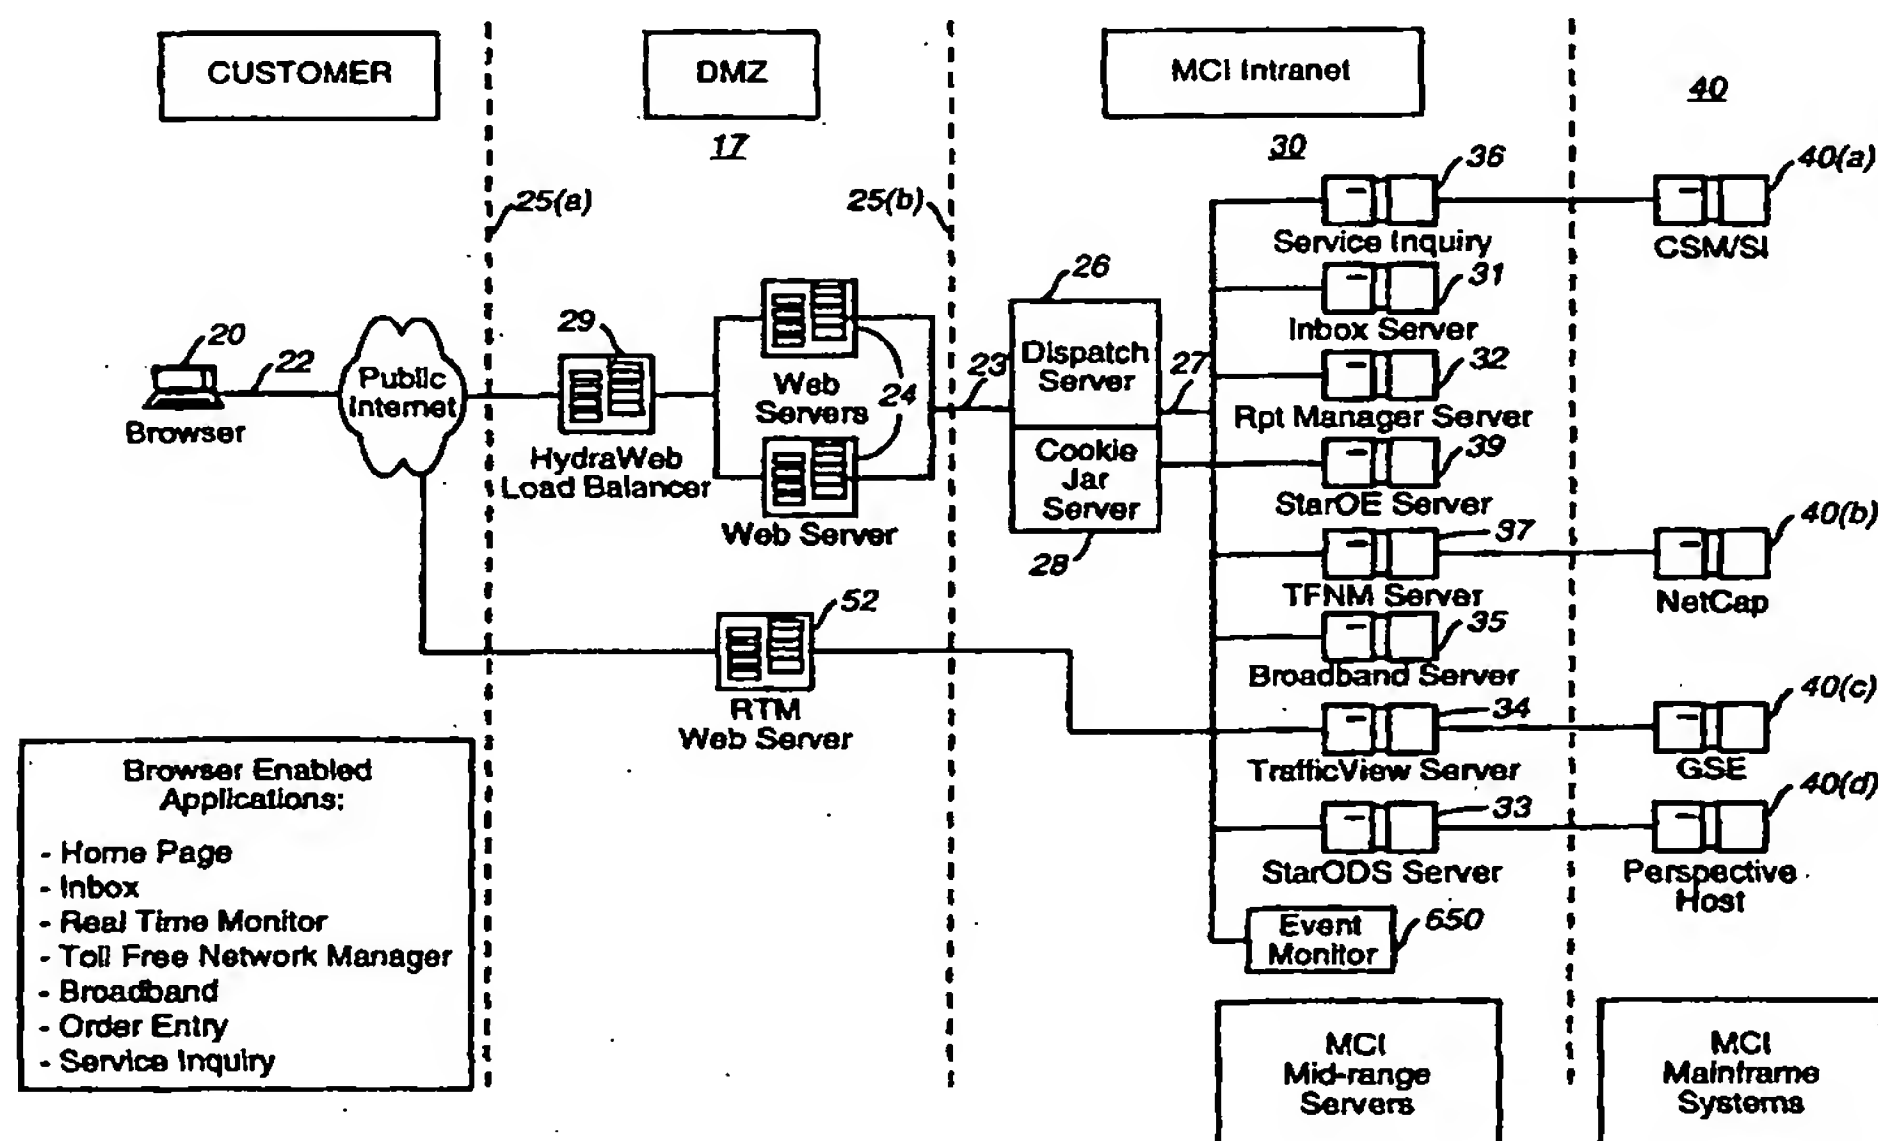 CUSTOMER
DMZ
MCI Intranet
40
17
30
36
40(a)
25(a)
25(b)
Service Inquiry
CSM/SI
26
31
Inbox Server
20
22
Public
Internet
Browser
29
HydraWeb
Load Balancer
Web
Servers
24
Web Server
23
Dispatch
Server
27
Cookie
Jar
Server
28
32
Rpt Manager Server
39
StarOE Server
37
40(b)
TFNM Server
NetCap
35
Broadband Server
52
RTM
Web Server
34
40(c)
TrafficView Server
GSE
33
40(d)
StarODS Server
Perspective
Host
Event
Monitor
650
Browser Enabled
Applications:
- Home Page
- Inbox
- Real Time Monitor
- Toll Free Network Manager
- Broadband
- Order Entry
- Service Inquiry
MCI
Mid-range
Servers
MCI
Mainframe
Systems